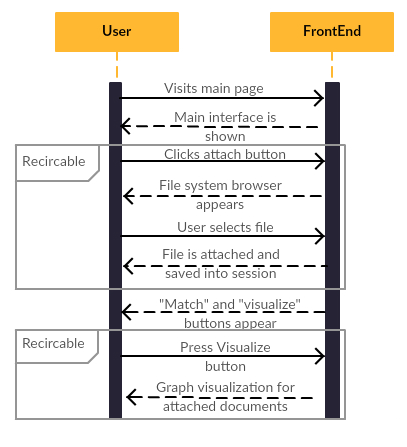 User
FrontEnd
Visits main page
Main interface is
shown
Recircable
Clicks attach button
File system browser
appears
User selects file
File is attached and
saved into session
"Match" and "visualize"
buttons appear
Recircable
Press Visualize
button
Graph visualization for
attached documents